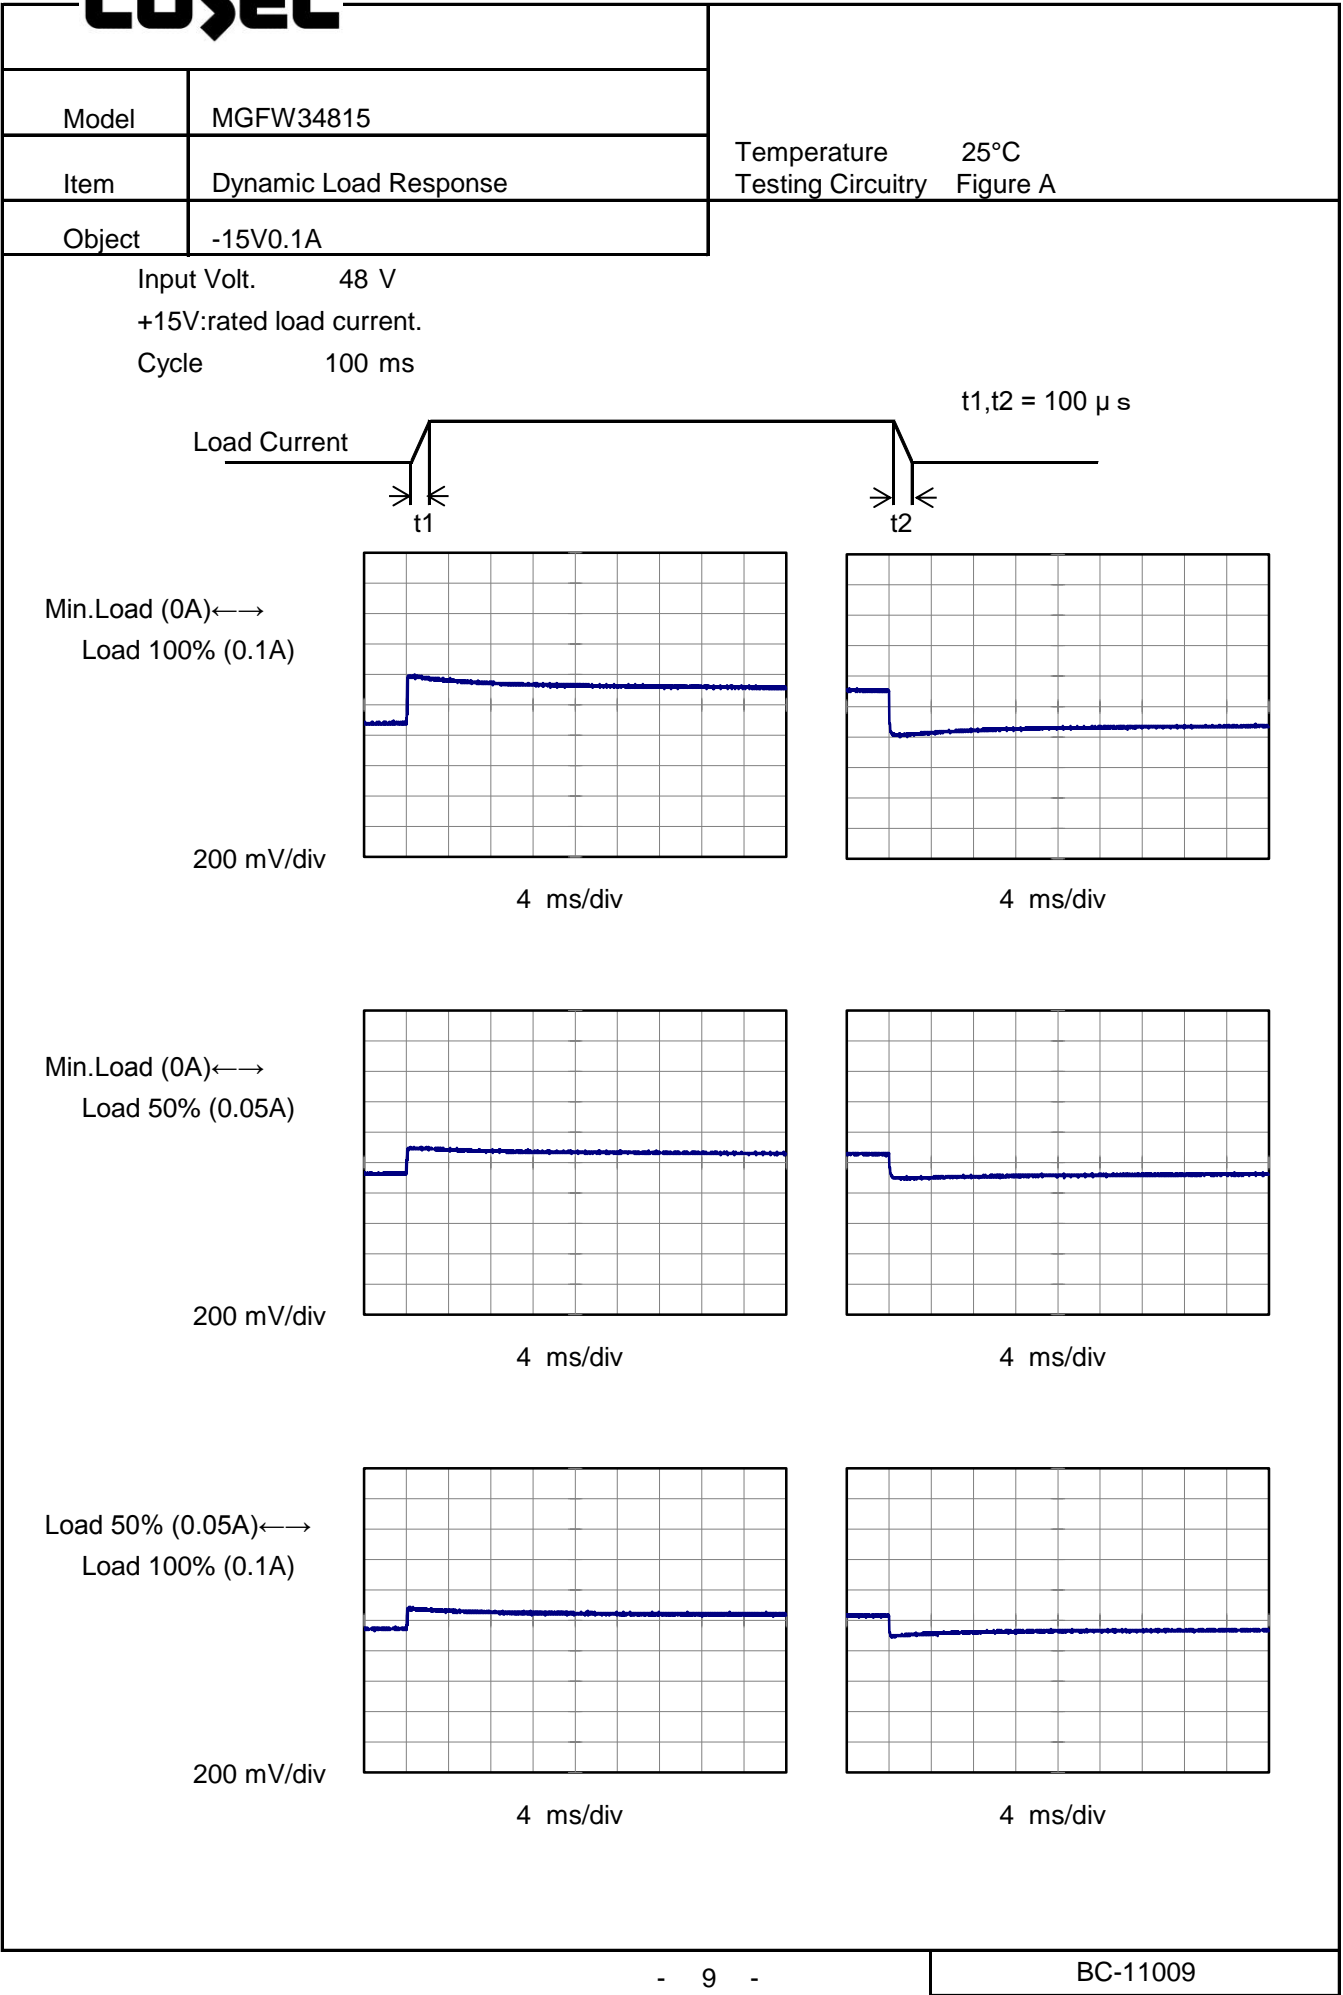 COSEL
Model MGFW34815
Temperature 25°C
Item Dynamic Load Response
Testing Circuitry Figure A
Object -15V0.1A
Input Volt. 48 V
+15V:rated load current.
Cycle 100 ms
t1,t2 = 100 μs
Load Current
t1 t2
Min.Load (0A)←→
Load 100% (0.1A)
200 mV/div
4 ms/div 4 ms/div
Min.Load (0A)←→
Load 50% (0.05A)
200 mV/div
4 ms/div 4 ms/div
Load 50% (0.05A)←→
Load 100% (0.1A)
200 mV/div
4 ms/div 4 ms/div
- 9 -
BC-11009